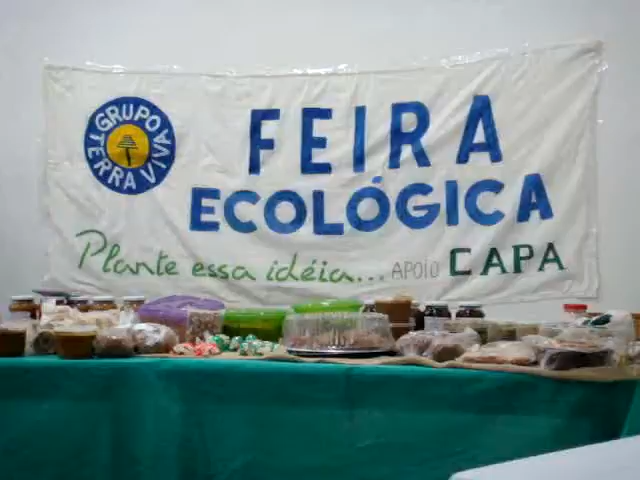 GRUPO
TERRA VIVA
FEIRA
ECOLÓGICA
Plante essa idéia... APOIO CAPA